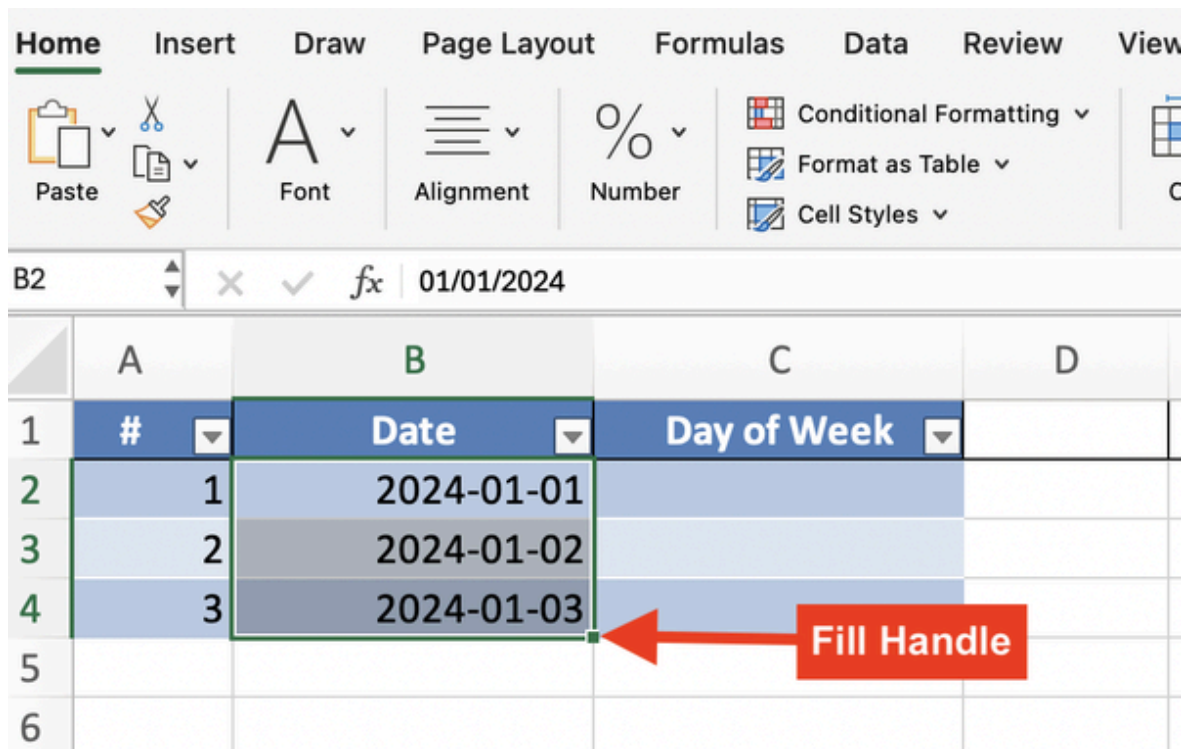 Home Insert Draw Page Layout Formulas Data Review View
Conditional Formatting
Format as Table
Paste Font Alignment Number
Cell Styles
B2 fx 01/01/2024
A B C D
1 # Date Day of Week
2 1 2024-01-01
3 2 2024-01-02
4 3 2024-01-03
Fill Handle
5
6